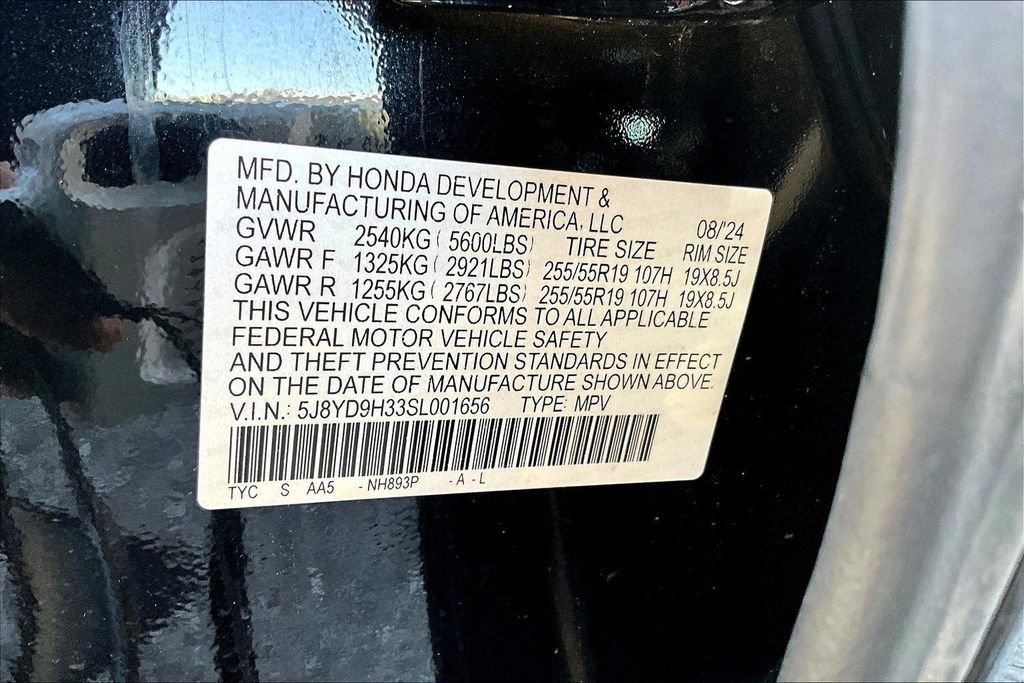 MFD. BY HONDA DEVELOPMENT &
MANUFACTURING OF AMERICA, LLC 08/'24
GVWR 2540KG ( 5600LBS) TIRE SIZE RIM SIZE
GAWR F 1325KG ( 2921LBS) 255/55R19 107H 19X8.5J
GAWR R 1255KG ( 2767LBS) 255/55R19 107H 19X8.5J
THIS VEHICLE CONFORMS TO ALL APPLICABLE
FEDERAL MOTOR VEHICLE SAFETY
AND THEFT PREVENTION STANDARDS IN EFFECT
ON THE DATE OF MANUFACTURE SHOWN ABOVE.
V.I.N.: 5J8YD9H33SL001656 TYPE: MPV
TYC S AA5 -NH893P -A-L